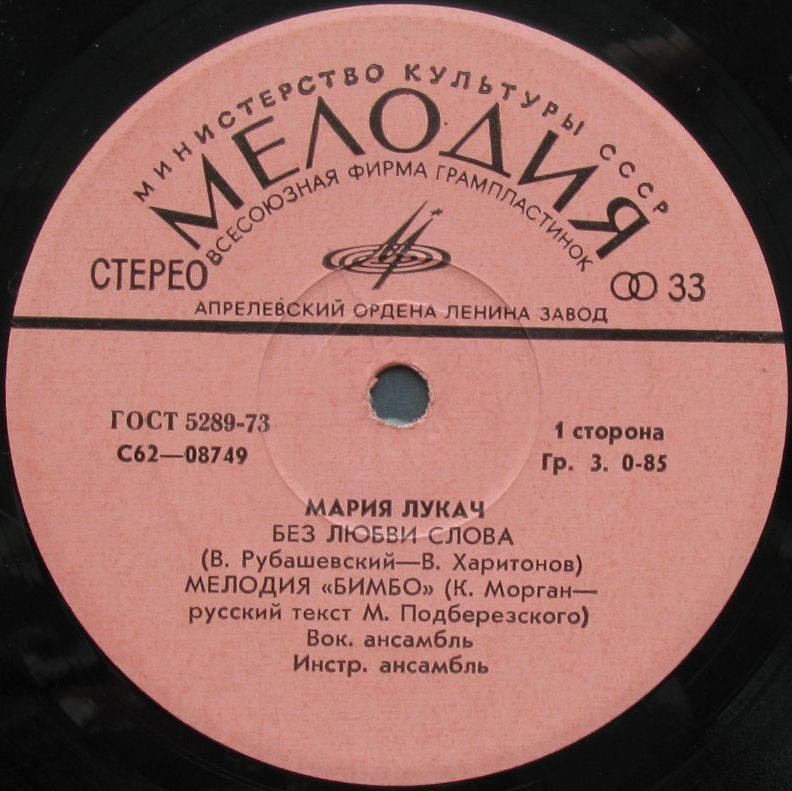 МИНИСТЕРСТВО КУЛЬТУРЫ СССР
МЕЛОДИЯ
ВСЕСОЮЗНАЯ ФИРМА ГРАМПЛАСТИНОК
СТЕРЕО
33
АПРЕЛЕВСКИЙ ОРДЕНА ЛЕНИНА ЗАВОД
ГОСТ 5289-73
С62—08749
1 сторона
Гр. 3. 0-85
МАРИЯ ЛУКАЧ
БЕЗ ЛЮБВИ СЛОВА
(В. Рубашевский—В. Харитонов)
МЕЛОДИЯ «БИМБО» (К. Морган—
русский текст М. Подберезского)
Вок. ансамбль
Инстр. ансамбль